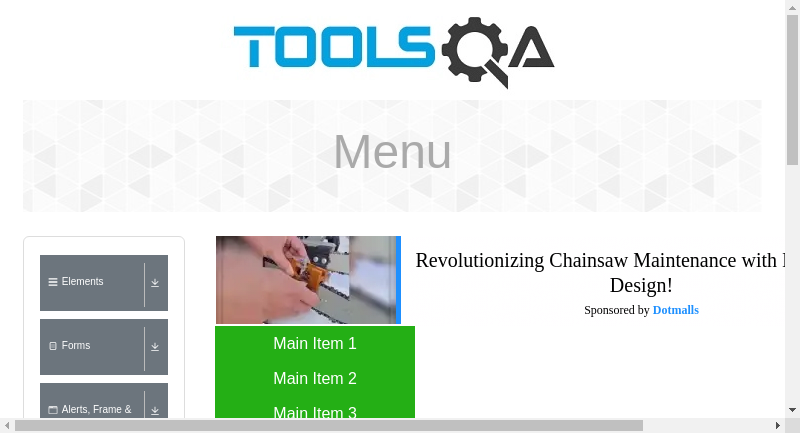 TOOLSQA
Menu
Elements
Forms
Alerts, Frame &
Revolutionizing Chainsaw Maintenance with
Design!
Sponsored by Dotmalls
Main Item 1
Main Item 2
Main Item 3